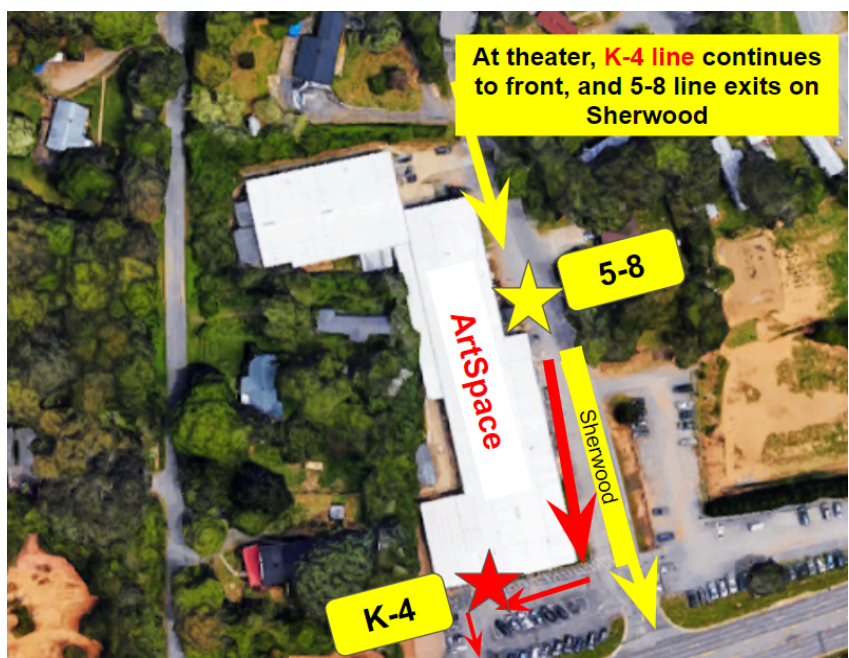 At theater, K-4 line continues
to front, and 5-8 line exits on
Sherwood
5-8
ArtSpace
Sherwood
K-4